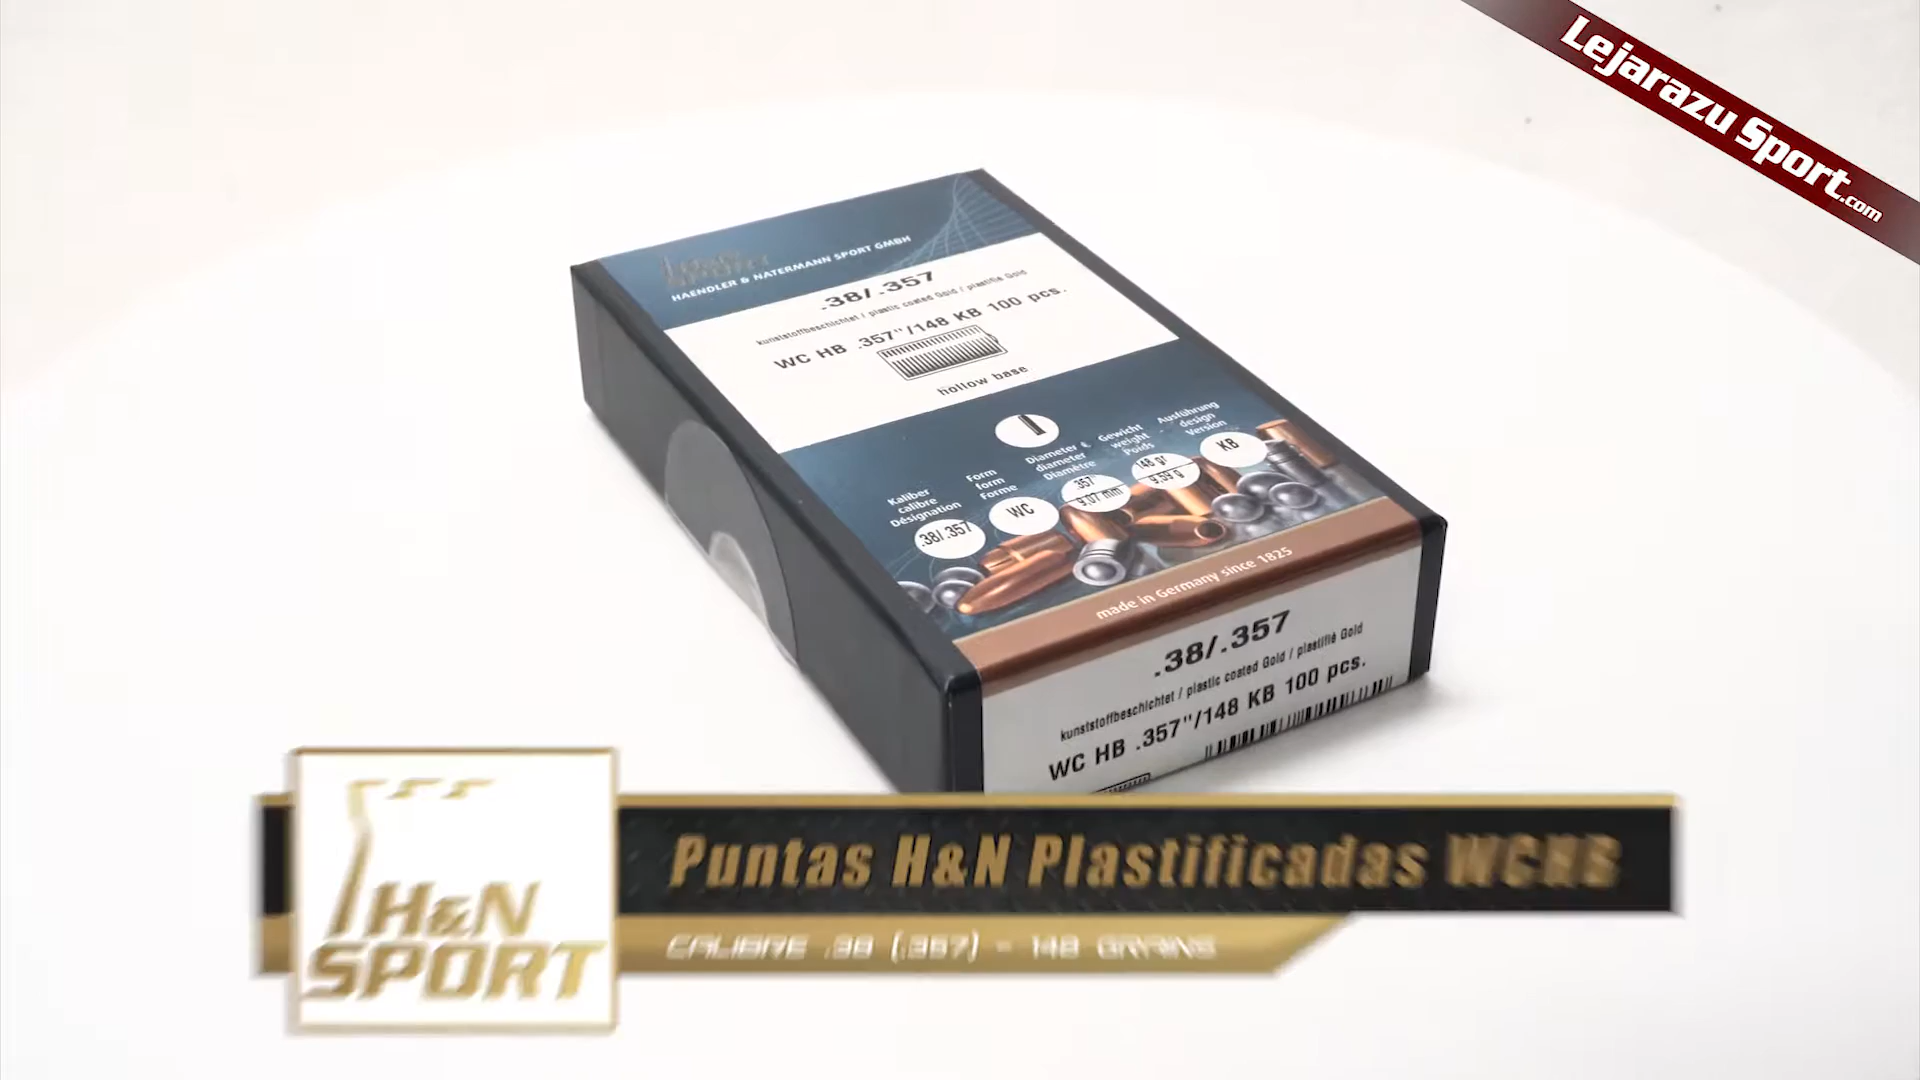 Lejarazu Sport.com
H&N
SPORT
HAENDLER & NATERMANN SPORT GMBH
.38/.357
kunststoffbeschichtet / plastic coated Gold / plastifié Gold
WC HB .357"/148 KB 100 pcs.
hollow base
Kaliber
calibre
Désignation
.38/.357
Form
form
Forme
WC
Diameter &
diameter
Diamètre
.357"
9.07 mm
Gewicht
weight
Poids
148 gr
9.59 g
Ausführung
design
Version
KB
made in Germany since 1825
.38/.357
kunststoffbeschichtet / plastic coated Gold / plastifié Gold
WC HB .357"/148 KB 100 pcs.
H&N
SPORT
Puntas H&N Plastificadas WCHB
CALIBRE .38 (.357) - 148 GRAINS